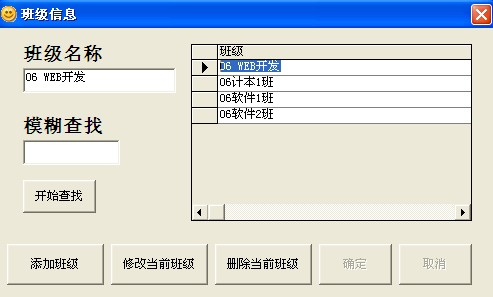 班级信息
班级名称
06 WEB开发
模糊查找
开始查找
班级
06 WEB开发
06计本1班
06软件1班
06软件2班
添加班级
修改当前班级
删除当前班级
确定
取消